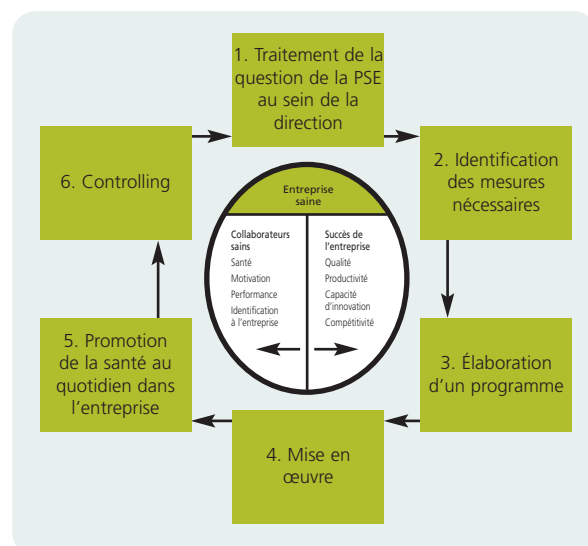 1. Traitement de la
question de la PSE
au sein de la
direction
2. Identification
des mesures
nécessaires
3. Élaboration
d'un programme
4. Mise en
œuvre
5. Promotion
de la santé au
quotidien dans
l'entreprise
6. Controlling
Entreprise
saine
Collaborateurs
sains
Santé
Motivation
Performance
Identification
à l'entreprise
Succès de
l'entreprise
Qualité
Productivité
Capacité
d'innovation
Compétitivité